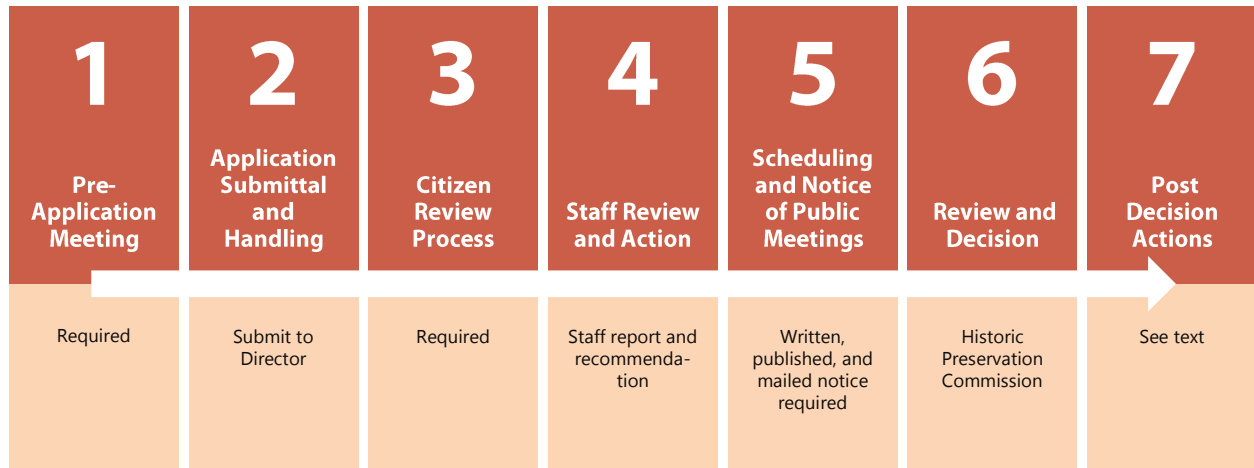 1
Pre-
Application
Meeting
Required
2
Application
Submittal
and
Handling
Submit to
Director
3
Citizen
Review
Process
Required
4
Staff Review
and Action
Staff report and
recommenda-
tion
5
Scheduling
and Notice
of Public
Meetings
Written,
published, and
mailed notice
required
6
Review and
Decision
Historic
Preservation
Commission
7
Post
Decision
Actions
See text